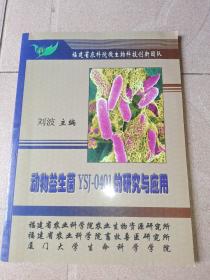 福建省农科院微生物科技创新团队
刘波 主编
动物益生菌YSJ-0401的研究与应用
福建省农业科学院农业生物资源研究所
福建省农业科学院畜牧兽医研究所
厦门大学生命科学学院